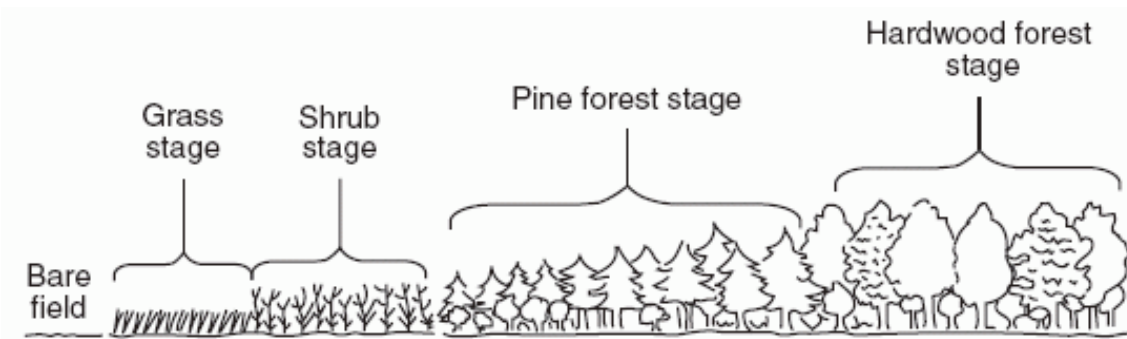 Bare
field
Grass
stage
Shrub
stage
Pine forest stage
Hardwood forest
stage